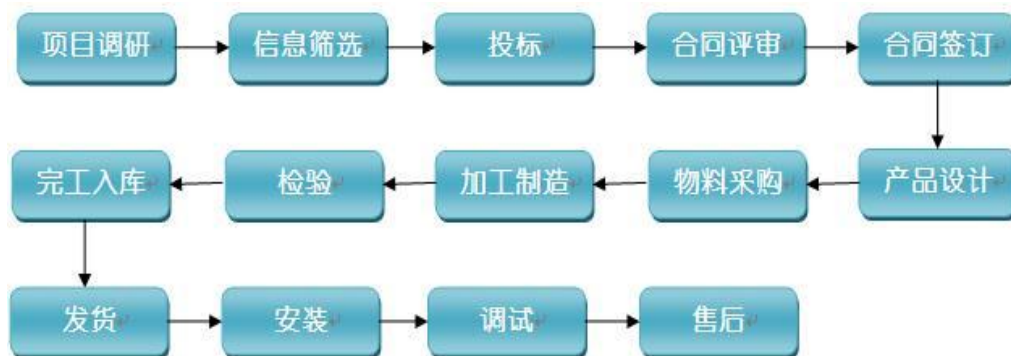 项目调研
信息筛选
投标
合同评审
合同签订
产品设计
物料采购
加工制造
检验
完工入库
发货
安装
调试
售后